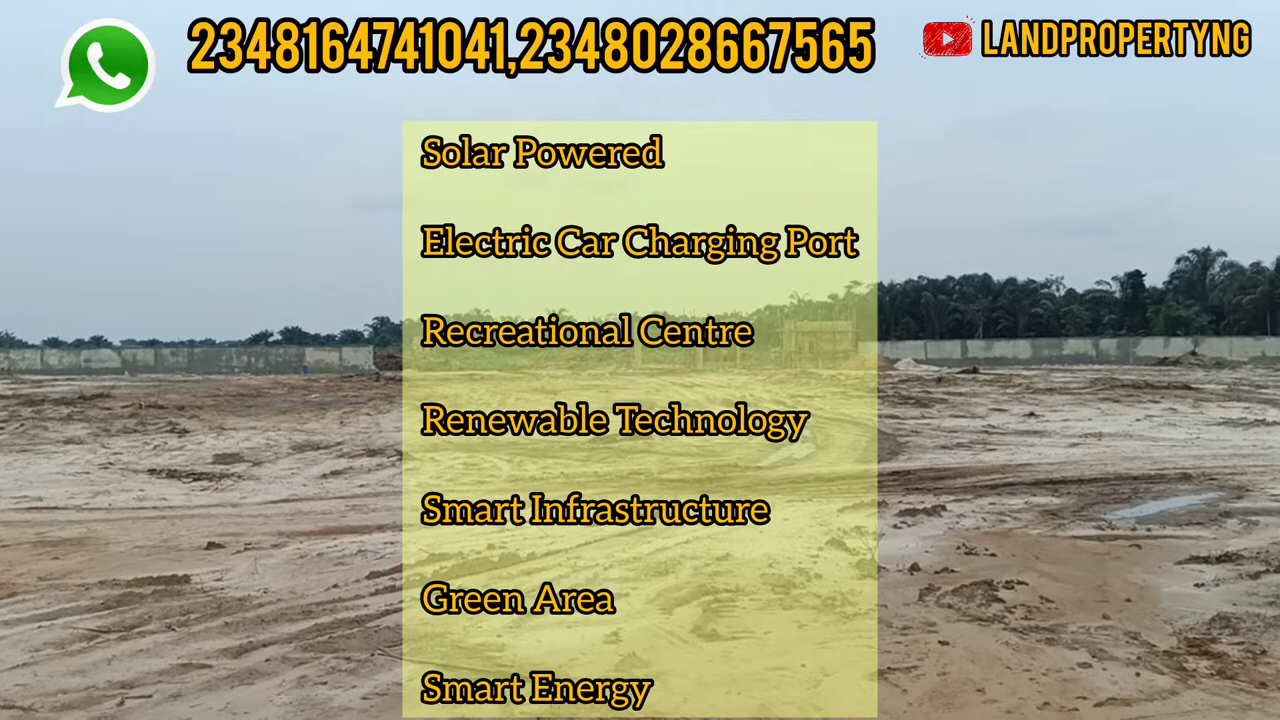 2348164741041,2348028667565
LANDPROPERTYNG
Solar Powered
Electric Car Charging Port
Recreational Centre
Renewable Technology
Smart Infrastructure
Green Area
Smart Energy